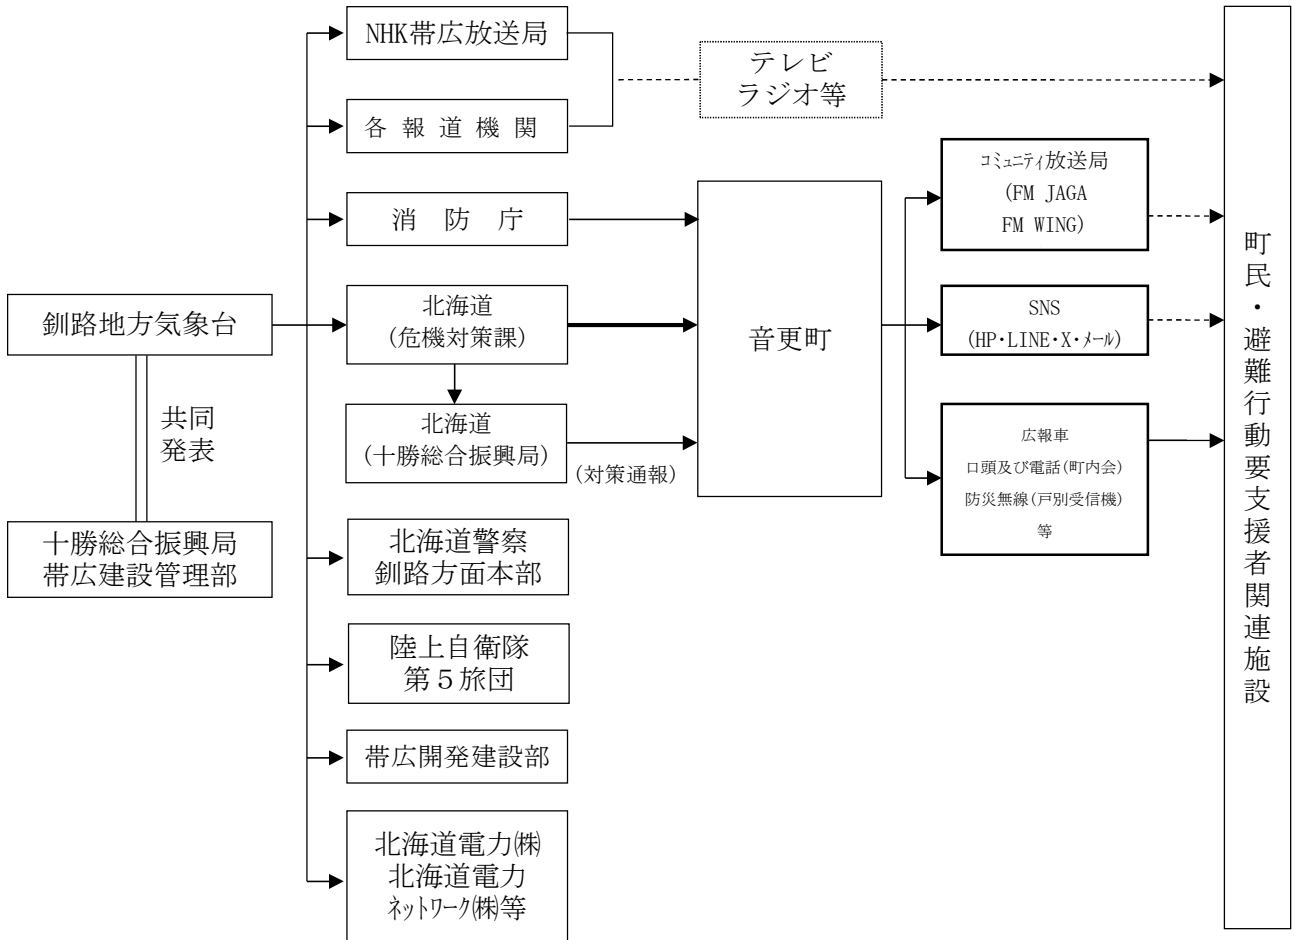 釧路地方気象台
共同
発表
十勝総合振興局
帯広建設管理部
NHK帯広放送局
各報道機関
消防庁
北海道
(危機対策課)
北海道
(十勝総合振興局)
(対策通報)
北海道警察
釧路方面本部
陸上自衛隊
第5旅団
帯広開発建設部
北海道電力㈱
北海道電力
ネットワーク㈱等
テレビ
ラジオ等
音更町
コミュニティ放送局
(FM JAGA
FM WING)
SNS
(HP・LINE・X・メール)
広報車
口頭及び電話(町内会)
防災無線(戸別受信機)
等
町民・避難行動要支援者関連施設